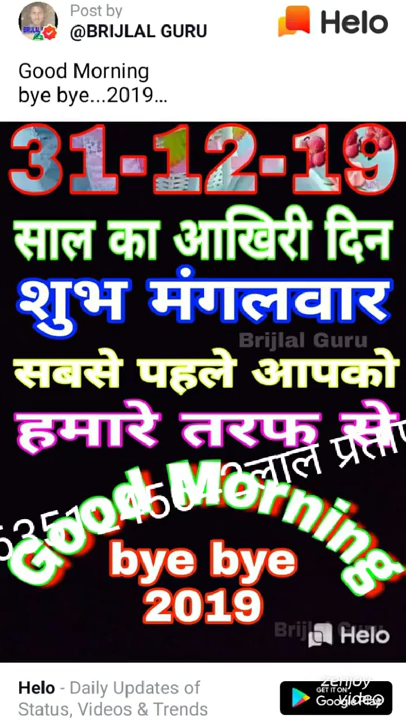 Post by
@BRIJLAL GURU
Helo
Good Morning
bye bye...2019...
31-12-19
साल का आखिरी दिन
शुभ मंगलवार
Brijlal Guru
सबसे पहले आपको
हमारे तरफ से
Good Morning
bye bye
2019
Helo
Helo - Daily Updates of
Status, Videos & Trends
GET IT ON
Google Play